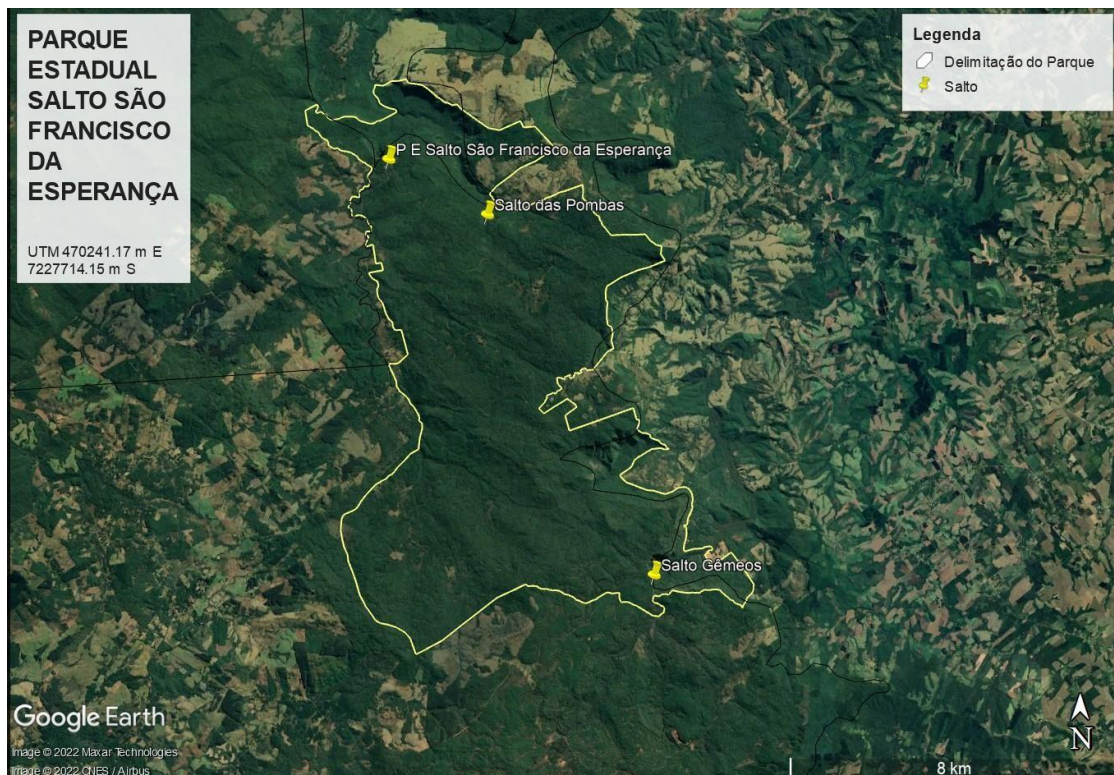 PARQUE
ESTADUAL
SALTO SÃO
FRANCISCO
DA
ESPERANÇA
UTM 470241.17 m E
7227714.15 m S
Legenda
Delimitação do Parque
Salto
P E Salto São Francisco da Esperança
Salto das Pombas
Salto Gêmeos
Google Earth
Image © 2022 Maxar Technologies
Image © 2022 CNES / Airbus
N
8 km